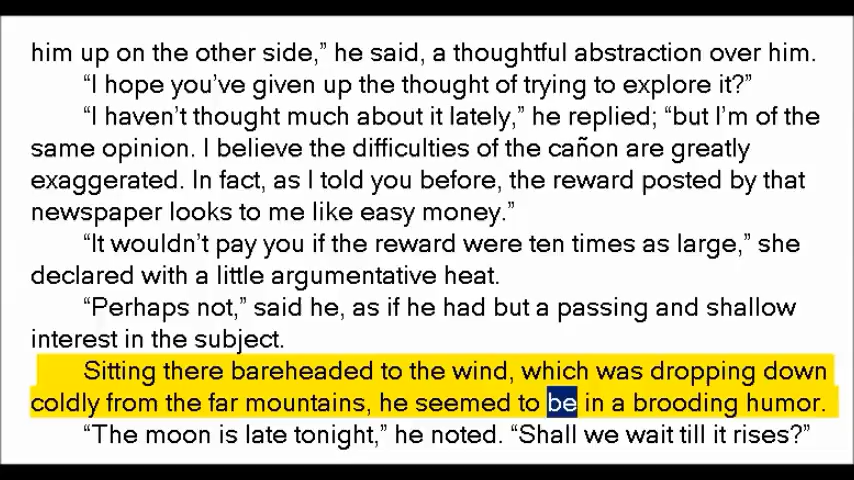 him up on the other side,” he said, a thoughtful abstraction over him.
“I hope you’ve given up the thought of trying to explore it?”
“I haven’t thought much about it lately,” he replied; “but I’m of the
same opinion. I believe the difficulties of the cañon are greatly
exaggerated. In fact, as I told you before, the reward posted by that
newspaper looks to me like easy money.”
“It wouldn’t pay you if the reward were ten times as large,” she
declared with a little argumentative heat.
“Perhaps not,” said he, as if he had but a passing and shallow
interest in the subject.
Sitting there bareheaded to the wind, which was dropping down
coldly from the far mountains, he seemed to be in a brooding humor.
“The moon is late tonight,” he noted. “Shall we wait till it rises?”